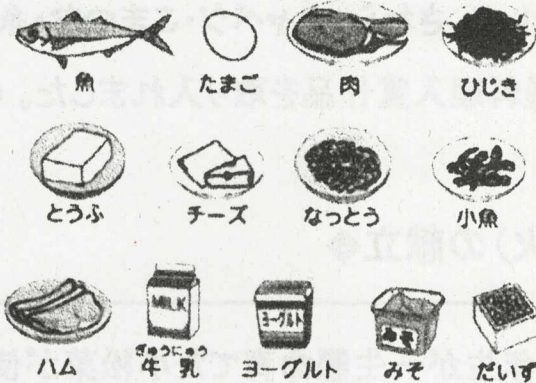 魚 たまご 肉 ひじき
とうふ チーズ なっとう 小魚
MILK ヨーグルト みそ
ぎゅうにゅう
ハム 牛乳 ヨーグルト みそ だいず